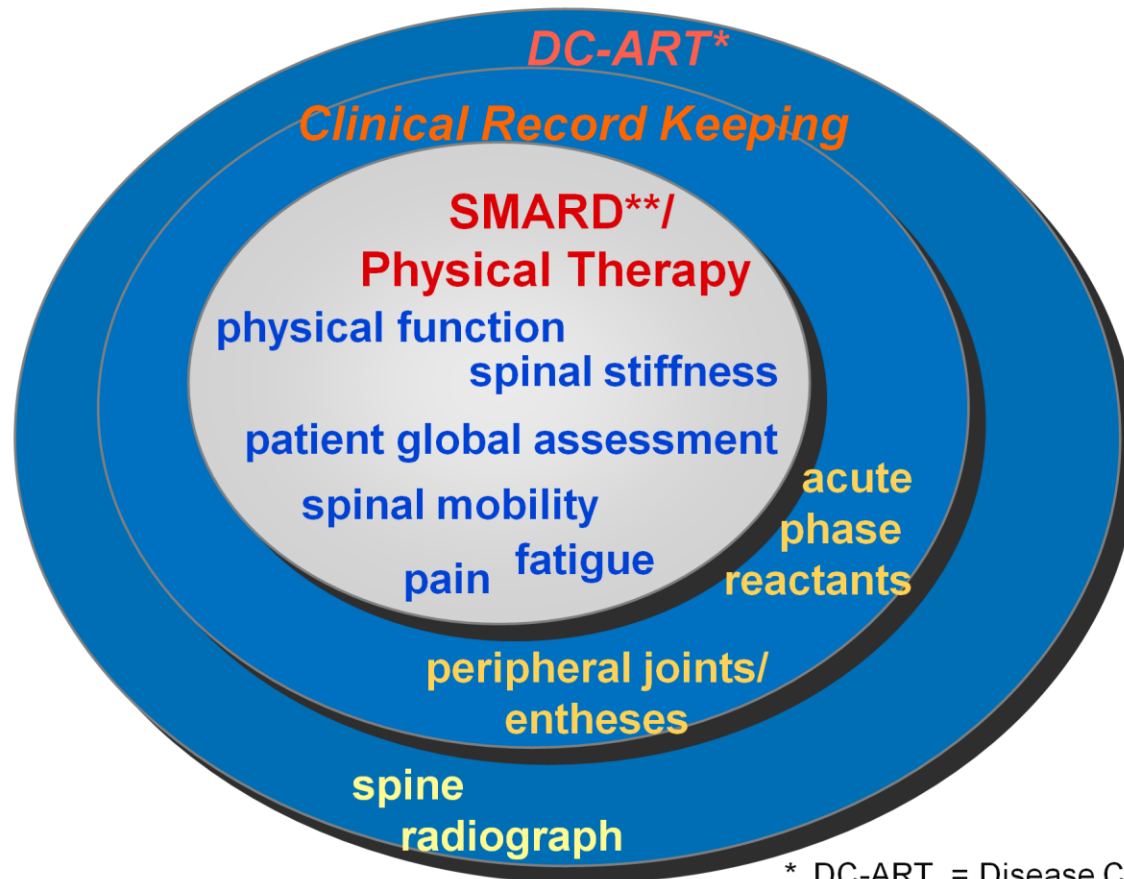 DC-ART*
Clinical Record Keeping
SMARD**/
Physical Therapy
physical function
spinal stiffness
patient global assessment
spinal mobility
fatigue
pain
acute
phase
reactants
peripheral joints/
entheses
spine
radiograph
* DC-ART = Disease